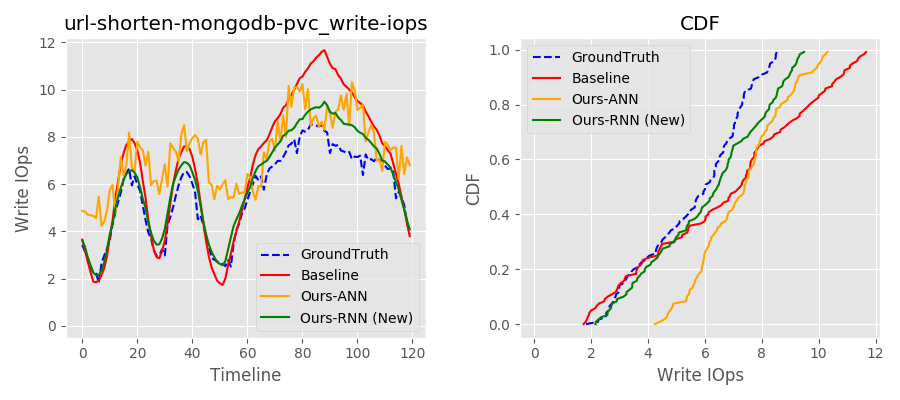 url-shorten-mongodb-pvc_write-iops
12
10
8
6
4
2
0
Write IOps
0
20
40
60
80
100
120
Timeline
GroundTruth
Baseline
Ours-ANN
Ours-RNN (New)
CDF
1.0
0.8
0.6
0.4
0.2
0.0
CDF
0
2
4
6
8
10
12
Write IOps
GroundTruth
Baseline
Ours-ANN
Ours-RNN (New)